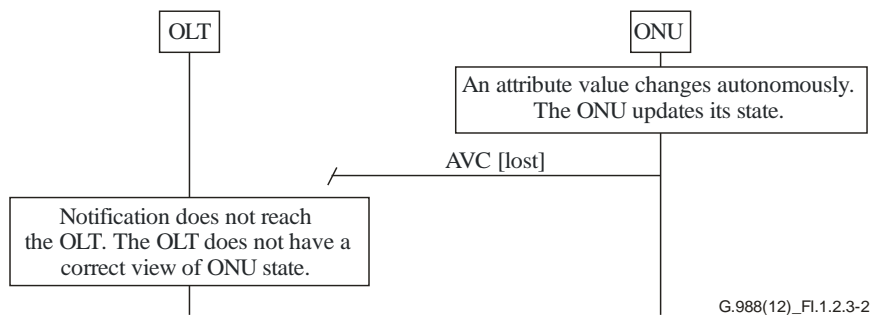 OLT
ONU
An attribute value changes autonomously.
The ONU updates its state.
AVC [lost]
Notification does not reach
the OLT. The OLT does not have a
correct view of ONU state.
G.988(12)_FI.1.2.3-2